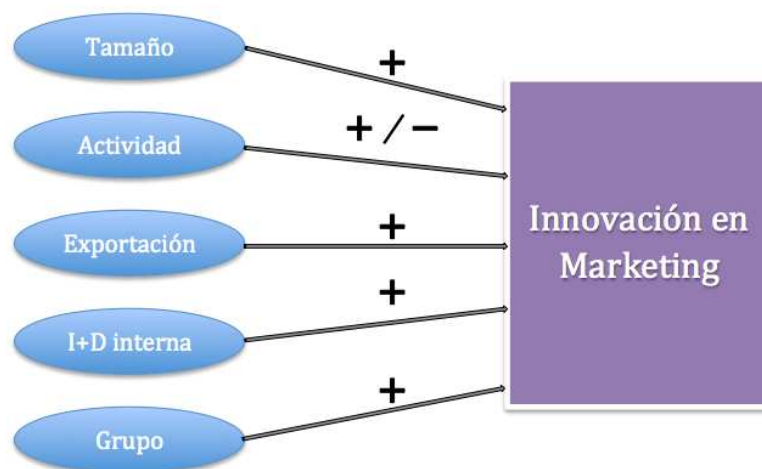 Tamaño
+
Actividad
+ / −
Exportación
+
I+D interna
+
Grupo
+
Innovación en
Marketing